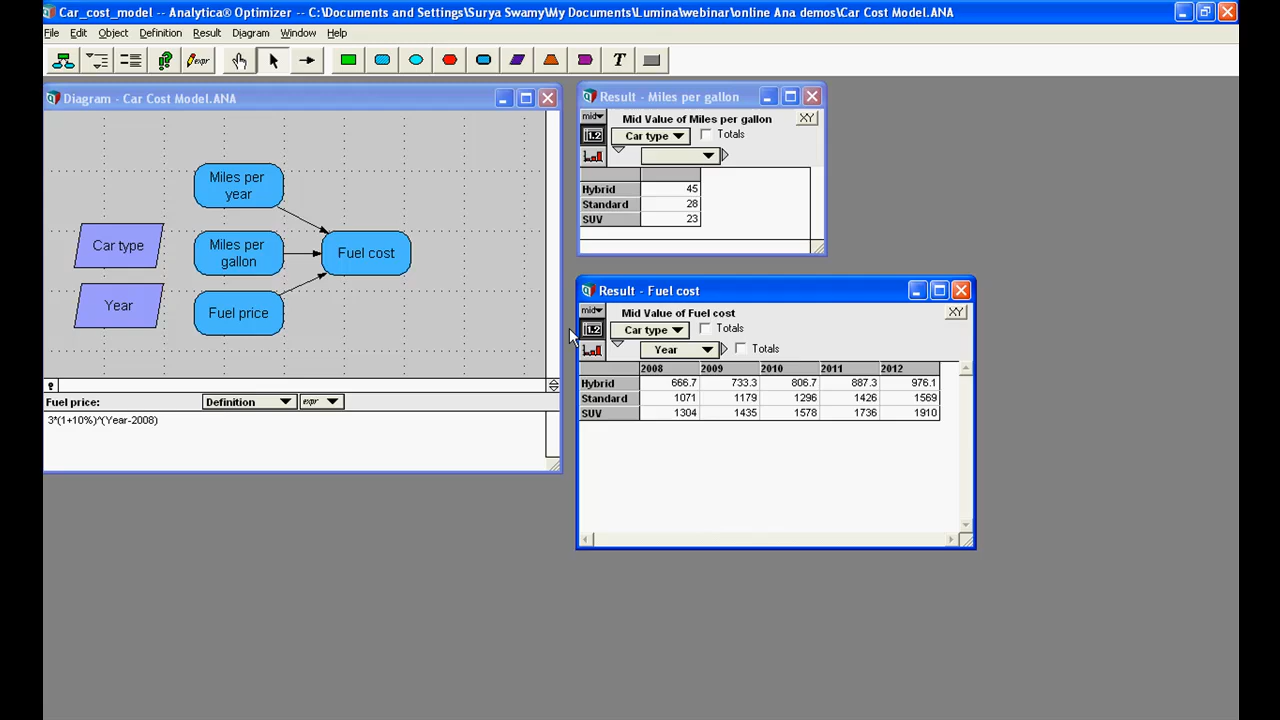 Car_cost_model -- Analytica® Optimizer -- C:\Documents and Settings\Surya Swamy\My Documents\Lumina\webinar\online Ana demos\Car Cost Model.ANA
File Edit Object Definition Result Diagram Window Help
expr T
Diagram - Car Cost Model.ANA
Miles per
year
Car type
Miles per
gallon
Fuel cost
Year
Fuel price
Fuel price: Definition expr
3*(1+10%)^(Year-2008)
Result - Miles per gallon
mid Mid Value of Miles per gallon XY
Car type Totals
Hybrid 45
Standard 28
SUV 23
Result - Fuel cost
mid Mid Value of Fuel cost XY
1.2 Car type Totals
Year Totals
2008 2009 2010 2011 2012
Hybrid 666.7 733.3 806.7 887.3 976.1
Standard 1071 1179 1296 1426 1569
SUV 1304 1435 1578 1736 1910